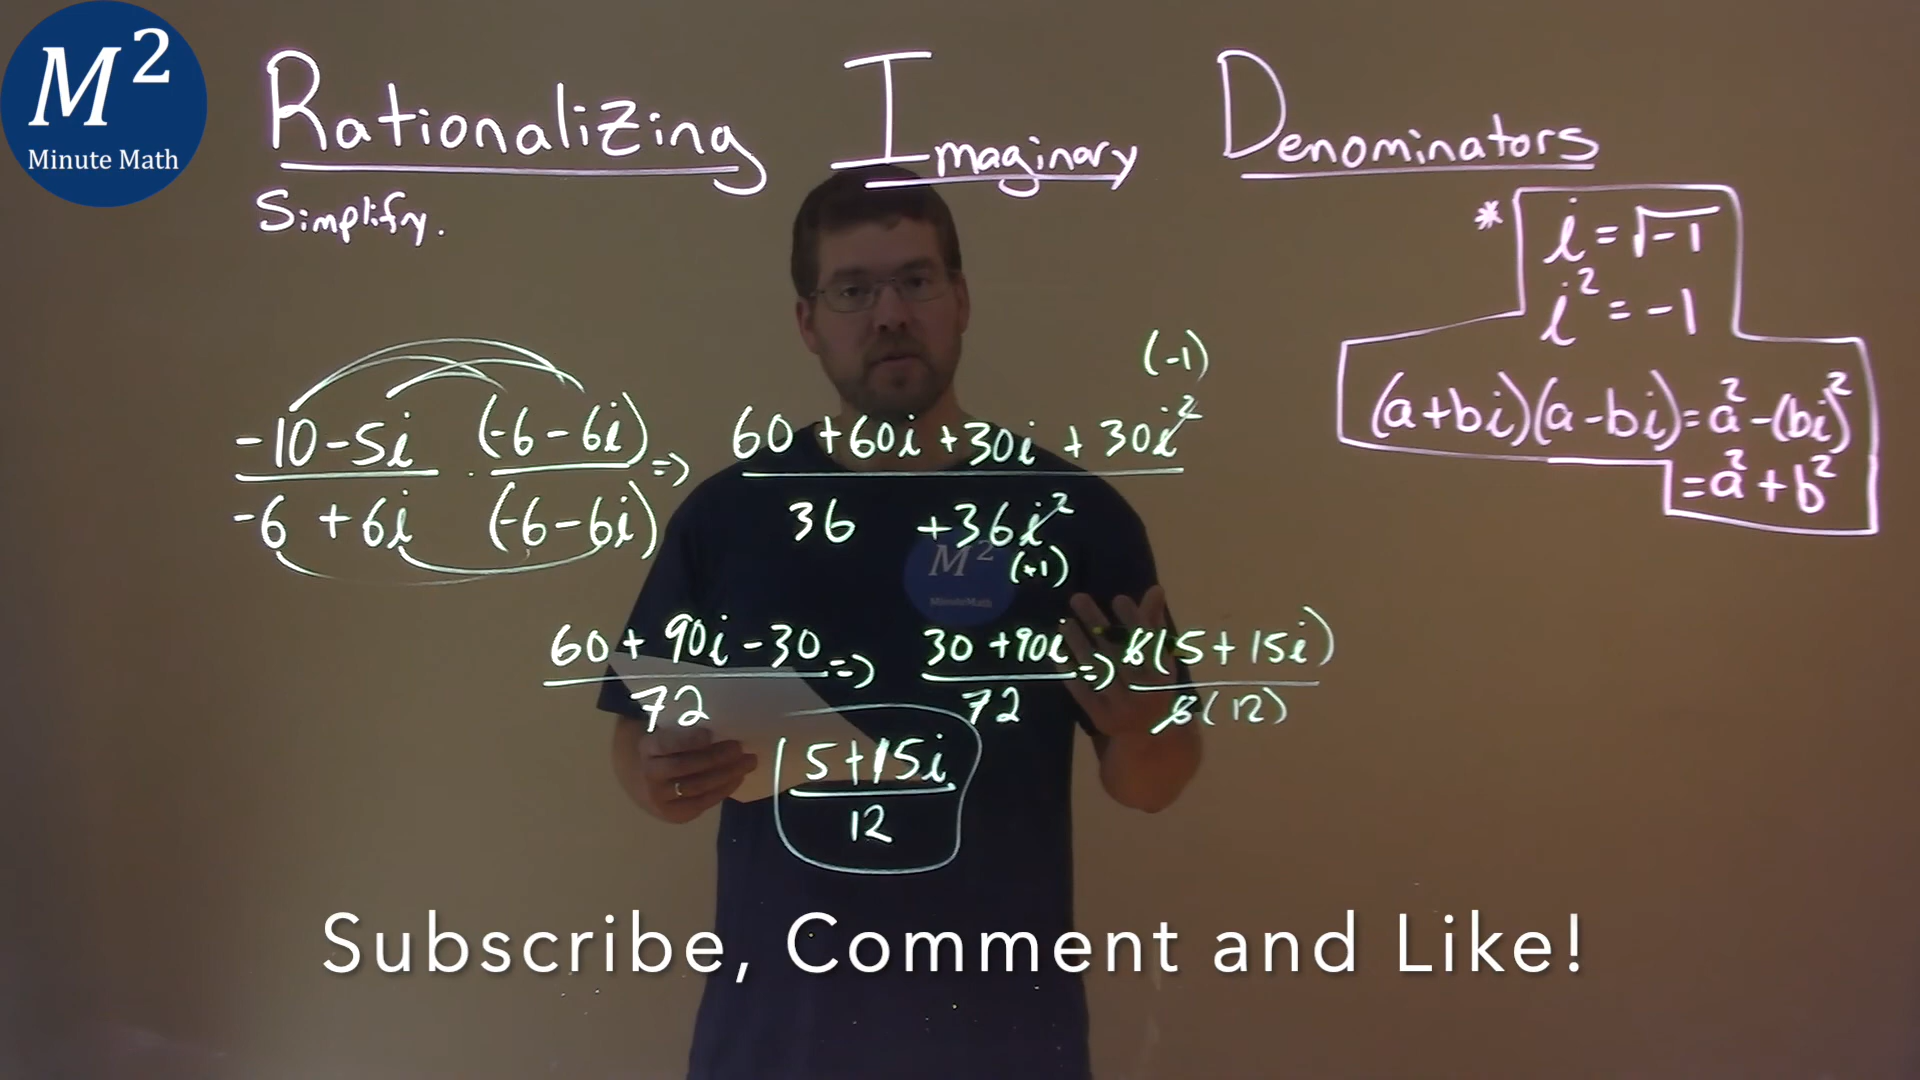 M²
Minute Math
Rationalizing Imaginary Denominators
Simplify.
* i = √-1
i² = -1
(a+bi)(a-bi) = a² - (bi)²
= a² + b²
(-1)
-10 - 5i (-6 - 6i) => 60 + 60i + 30i + 30i²
-6 + 6i (-6 - 6i) 36 + 36i²
(+1)
M²
MinuteMath
60 + 90i - 30 => 30 + 90i => 6(5 + 15i)
72 72 6(12)
5 + 15i
12
Subscribe, Comment and Like!